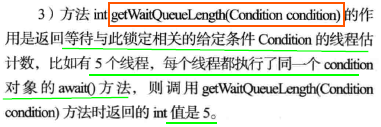 3）方法 int getWaitQueueLength(Condition condition)的作
用是返回等待与此锁定相关的给定条件 Condition 的线程估
计数，比如有 5 个线程，每个线程都执行了同一个 condition
对象的 await()方法，则调用 getWaitQueueLength(Condition
condition) 方法时返回的 int 值是 5。